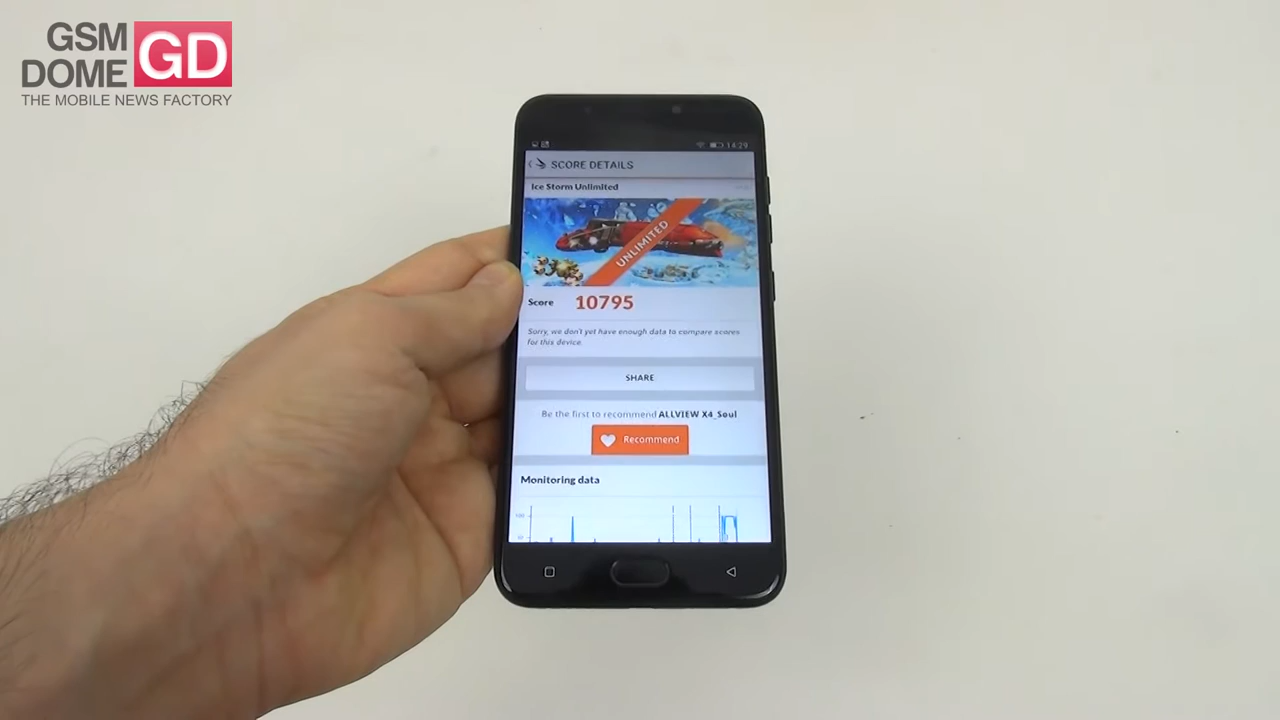 GSM
DOME
GD
THE MOBILE NEWS FACTORY
14:29
SCORE DETAILS
Ice Storm Unlimited
UNLIMITED
Score 10795
Sorry, we don't yet have enough data to compare scores
for this device.
SHARE
Be the first to recommend ALLVIEW X4_Soul
Recommend
Monitoring data
100